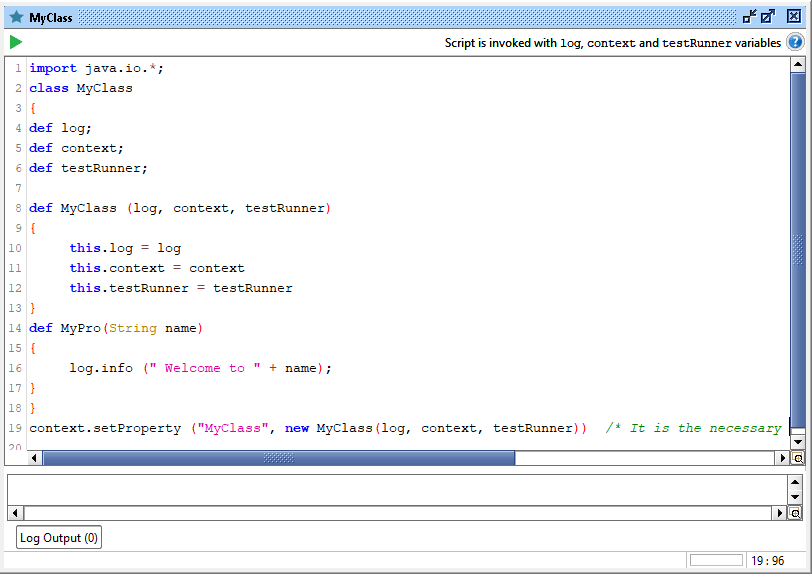 MyClass
Script is invoked with log, context and testRunner variables
1 import java.io.*;
2 class MyClass
3 {
4 def log;
5 def context;
6 def testRunner;
7
8 def MyClass (log, context, testRunner)
9 {
10 this.log = log
11 this.context = context
12 this.testRunner = testRunner
13 }
14 def MyPro(String name)
15 {
16 log.info (" Welcome to " + name);
17 }
18 }
19 context.setProperty ("MyClass", new MyClass(log, context, testRunner)) /* It is the necessary
20
Log Output (0)
19 : 96